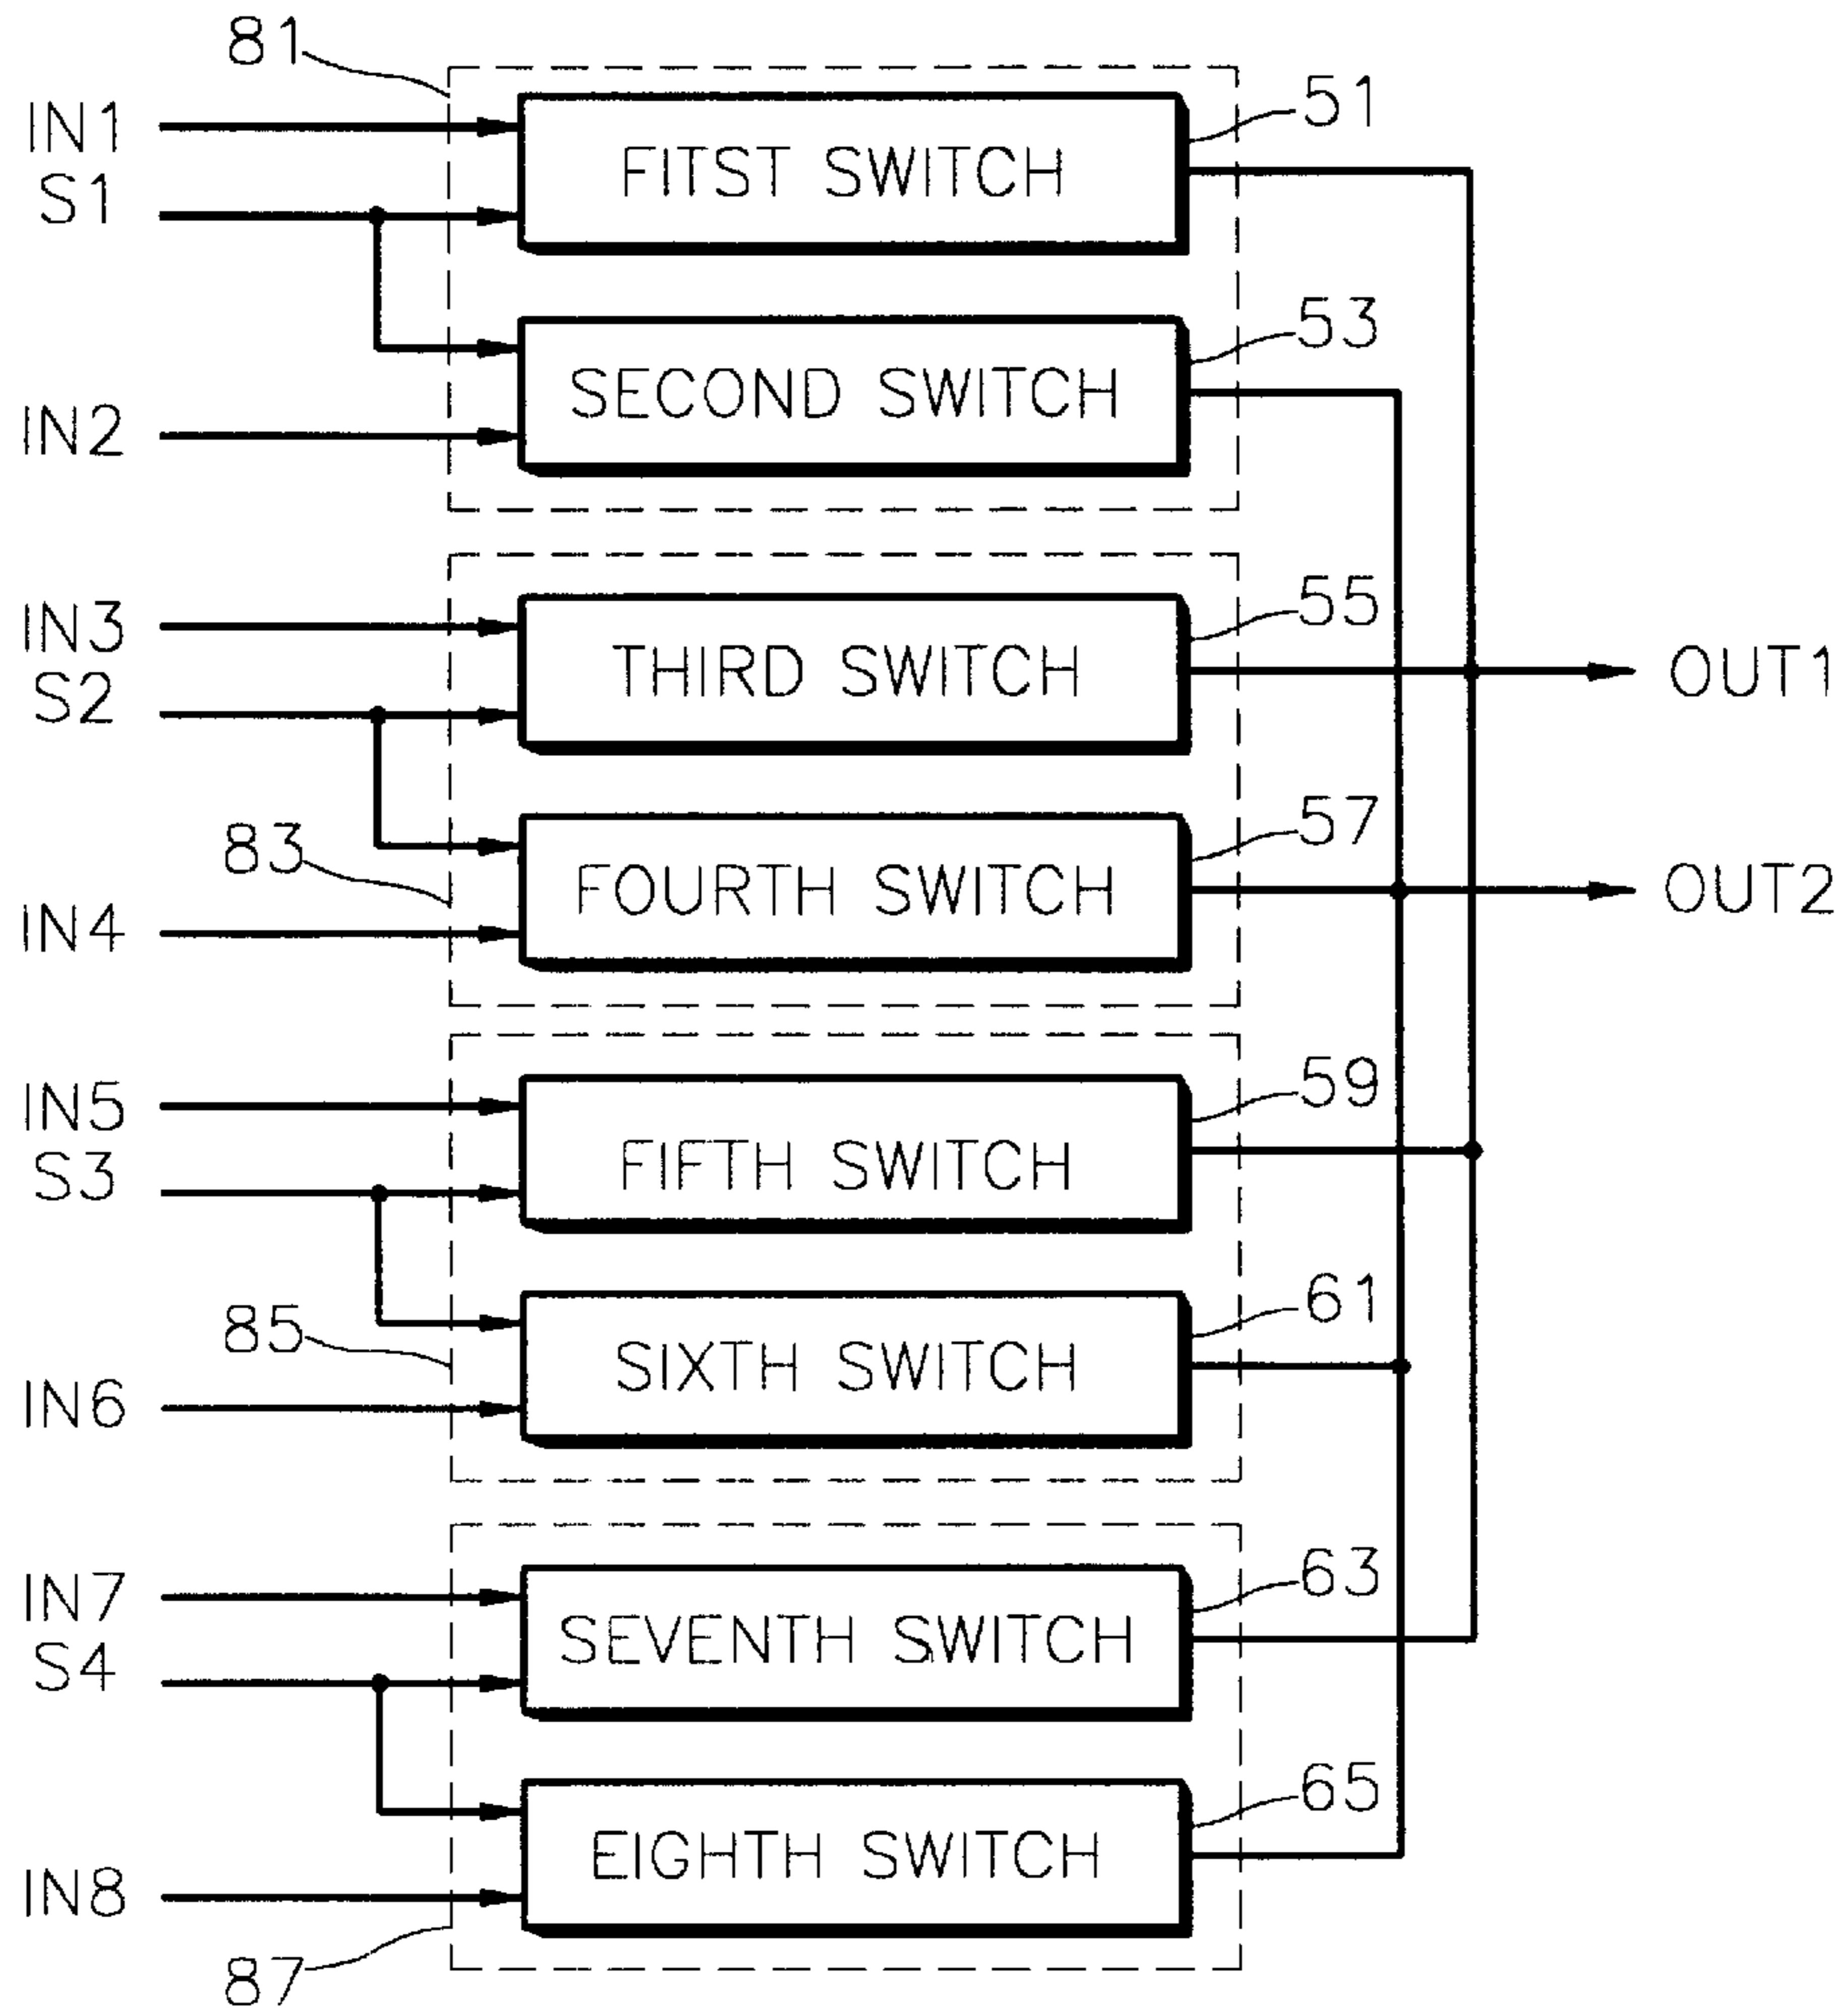 81
IN1
S1
FITST SWITCH
51
SECOND SWITCH
53
IN2
IN3
S2
THIRD SWITCH
55
OUT1
83
FOURTH SWITCH
57
OUT2
IN4
IN5
S3
FIFTH SWITCH
59
85
SIXTH SWITCH
61
IN6
IN7
S4
SEVENTH SWITCH
63
EIGHTH SWITCH
65
IN8
87